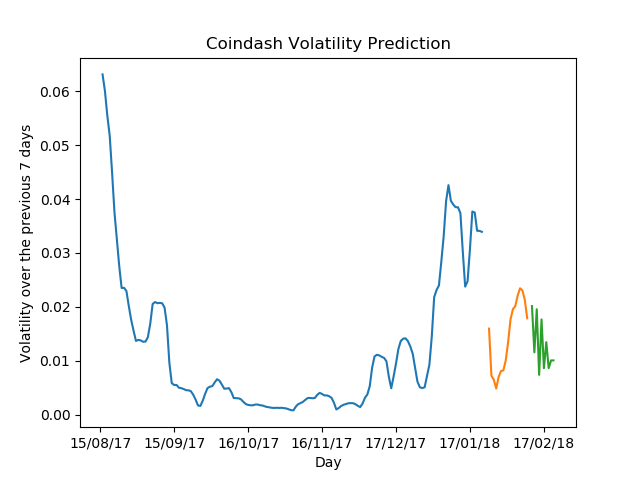 Coindash Volatility Prediction
Volatility over the previous 7 days
0.06
0.05
0.04
0.03
0.02
0.01
0.00
15/08/17 15/09/17 16/10/17 16/11/17 17/12/17 17/01/18 17/02/18
Day